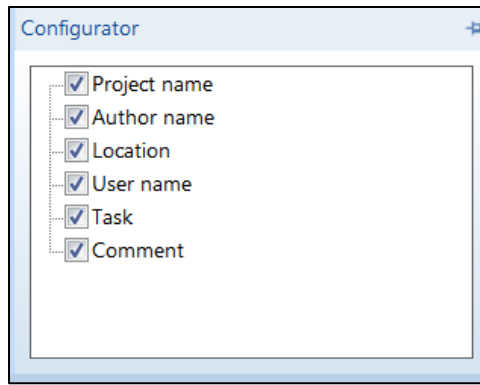 Configurator
Project name
Author name
Location
User name
Task
Comment